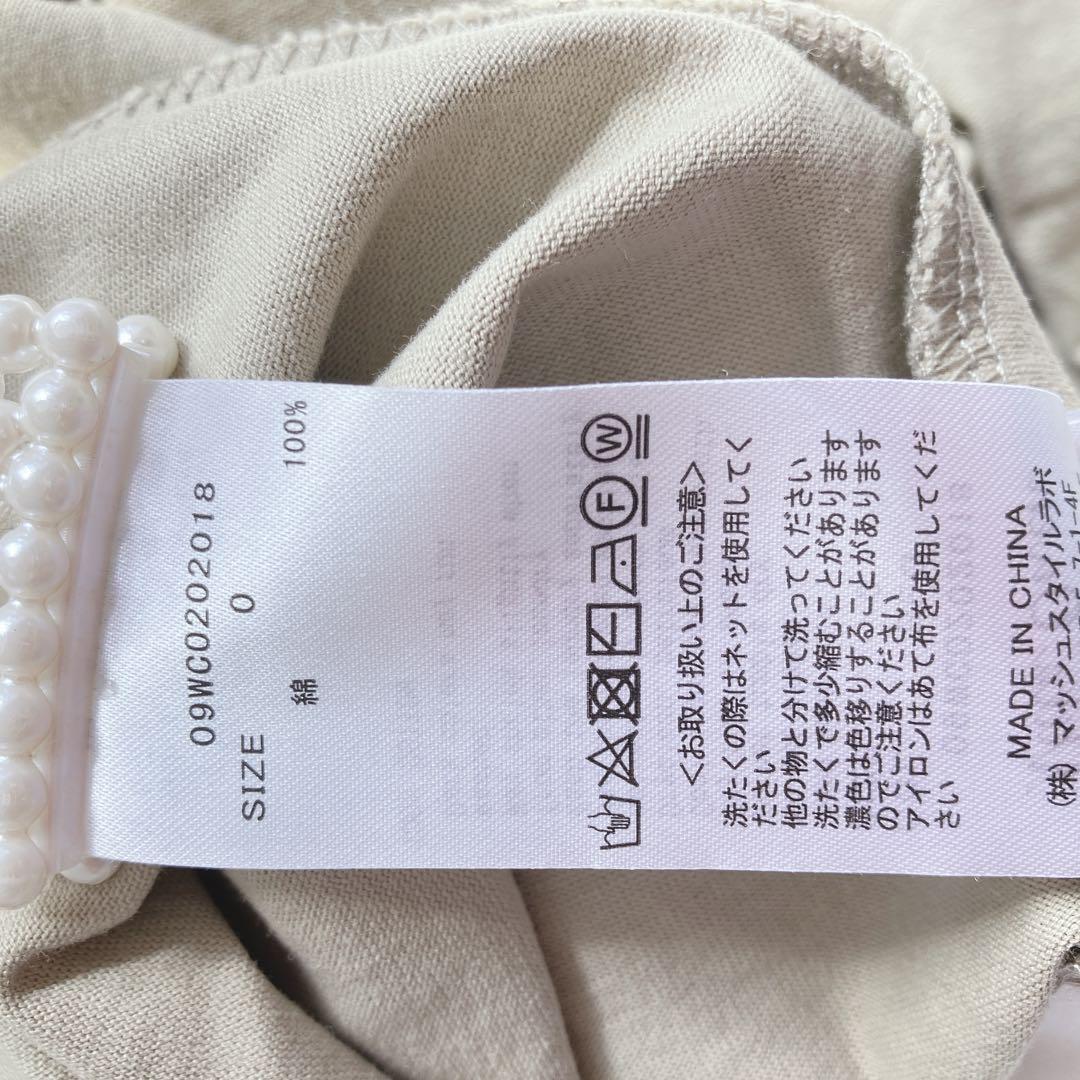 09WCO202018
SIZE 0
綿 100%
F W
<お取り扱い上のご注意>
洗たくの際はネットを使用してく
ださい
他の物と分けて洗ってください
洗たくで多少縮むことがあります
濃色は色移りすることがあります
のでご注意ください
アイロンはあて布を使用してくだ
さい
MADE IN CHINA
(株) マッシュスタイルラボ